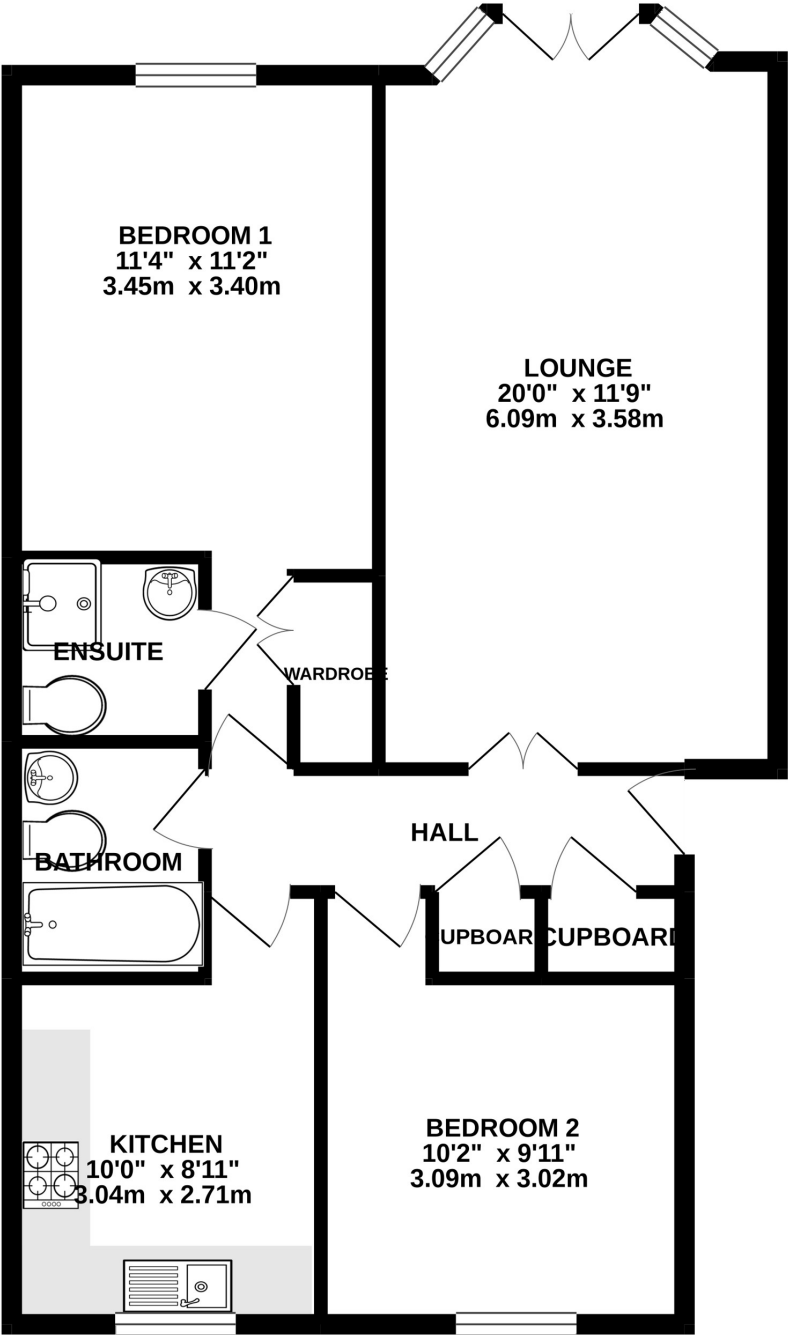 BEDROOM 1
11'4" x 11'2"
3.45m x 3.40m
LOUNGE
20'0" x 11'9"
6.09m x 3.58m
ENSUITE
WARDROBE
HALL
BATHROOM
UPBOAR
CUPBOARD
KITCHEN
10'0" x 8'11"
3.04m x 2.71m
BEDROOM 2
10'2" x 9'11"
3.09m x 3.02m